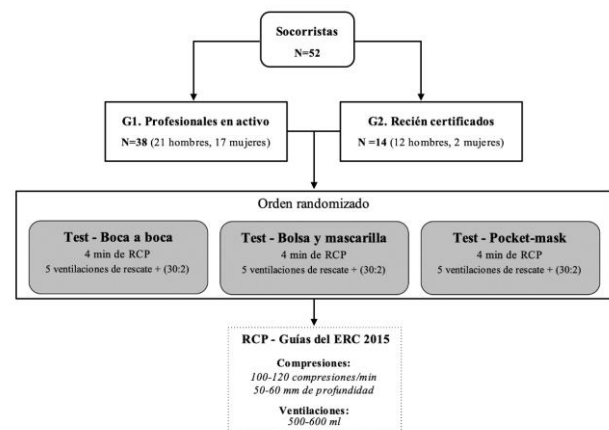 Socorristas
N=52
G1. Profesionales en activo
N=38 (21 hombres, 17 mujeres)
G2. Recién certificados
N =14 (12 hombres, 2 mujeres)
Orden randomizado
Test - Boca a boca
4 min de RCP
5 ventilaciones de rescate + (30:2)
Test - Bolsa y mascarilla
4 min de RCP
5 ventilaciones de rescate + (30:2)
Test - Pocket-mask
4 min de RCP
5 ventilaciones de rescate + (30:2)
RCP - Guías del ERC 2015
Compresiones:
100-120 compresiones/min
50-60 mm de profundidad
Ventilaciones:
500-600 ml